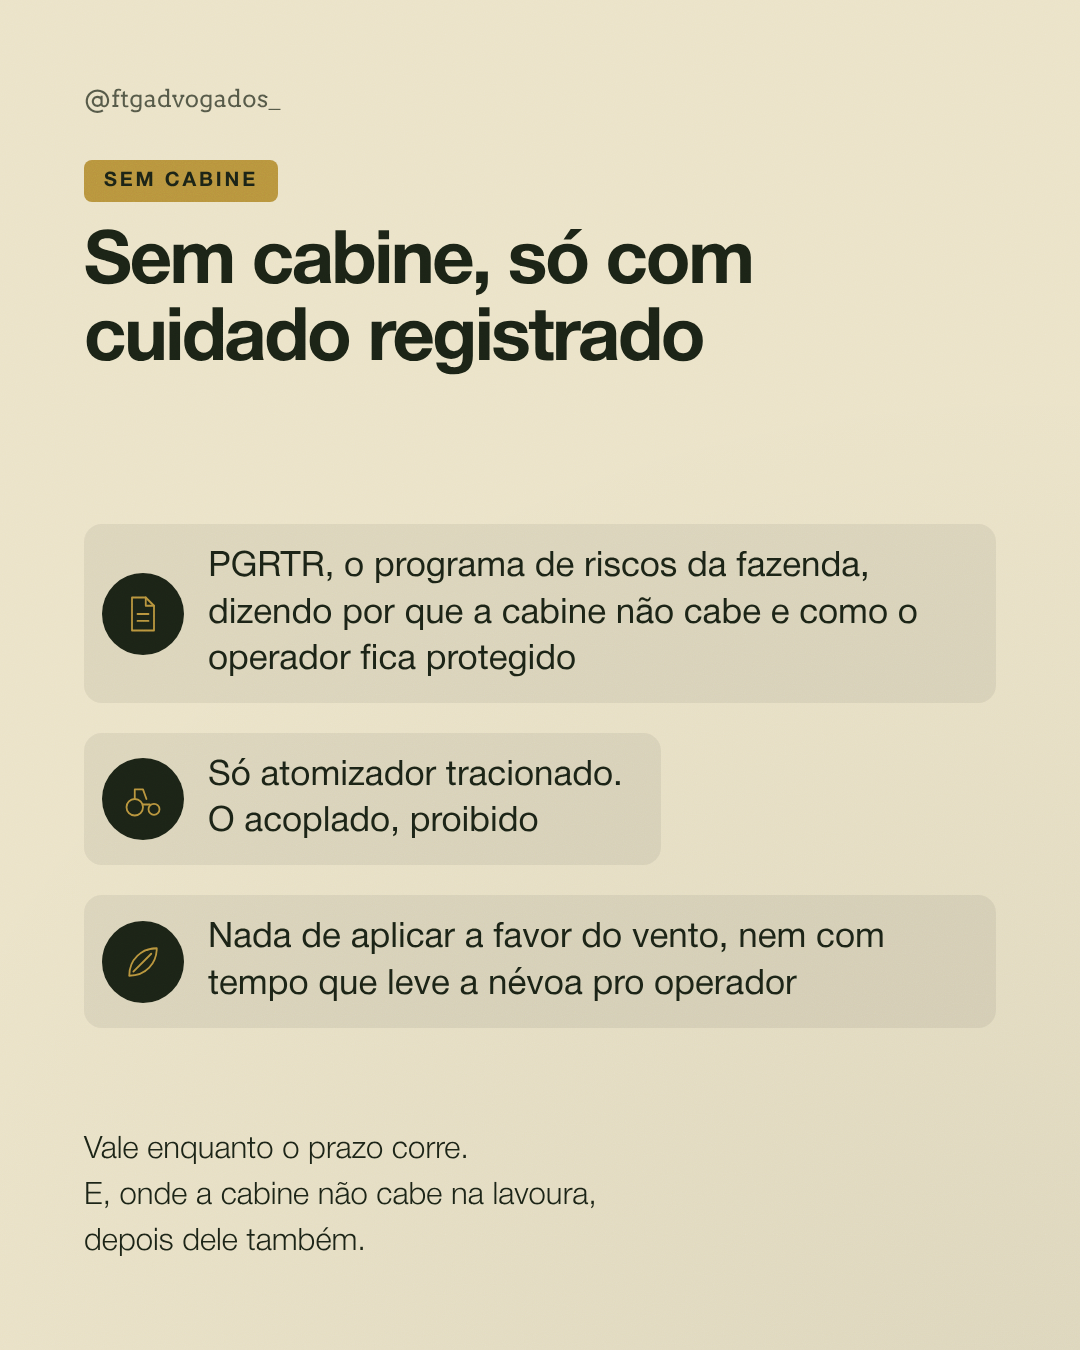 @ftgadvogados_
SEM CABINE
Sem cabine, só com
cuidado registrado
PGRTR, o programa de riscos da fazenda,
dizendo por que a cabine não cabe e como o
operador fica protegido
Só atomizador tracionado.
O acoplado, proibido
Nada de aplicar a favor do vento, nem com
tempo que leve a névoa pro operador
Vale enquanto o prazo corre.
E, onde a cabine não cabe na lavoura,
depois dele também.